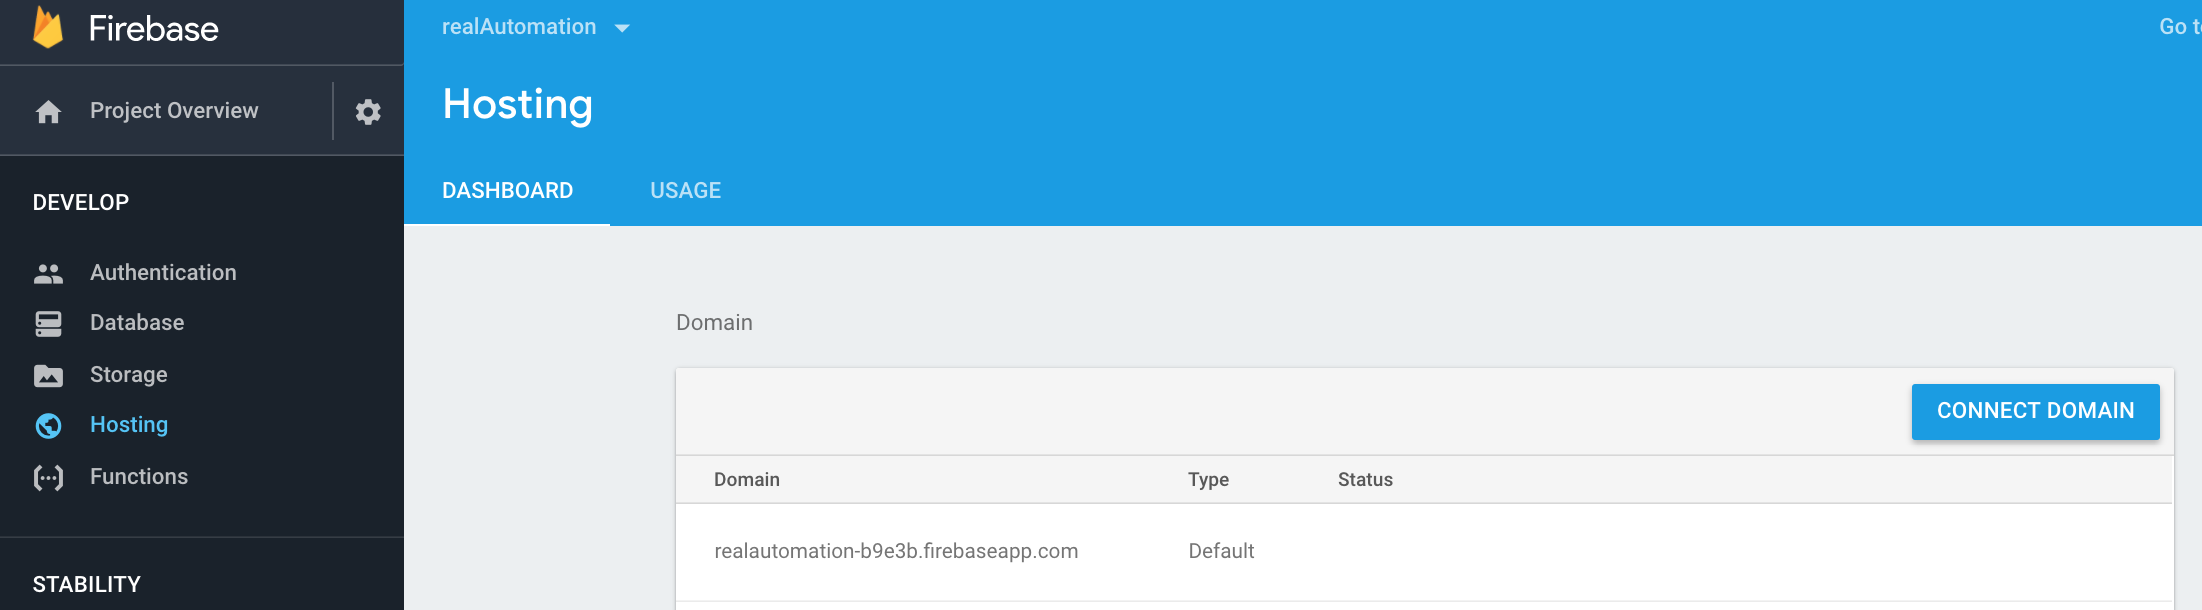 Firebase
Project Overview
DEVELOP
Authentication
Database
Storage
Hosting
Functions
STABILITY
realAutomation
Go t
Hosting
DASHBOARD USAGE
Domain
CONNECT DOMAIN
Domain Type Status
realautomation-b9e3b.firebaseapp.com Default